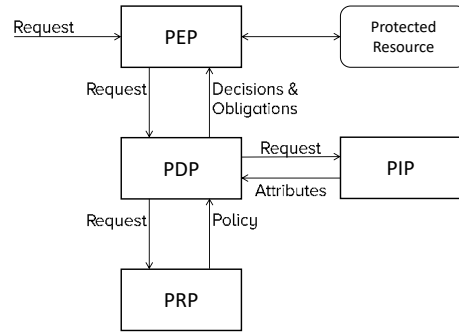 Request
PEP
Protected
Resource
Request
Decisions &
Obligations
PDP
Request
Attributes
PIP
Request
Policy
PRP